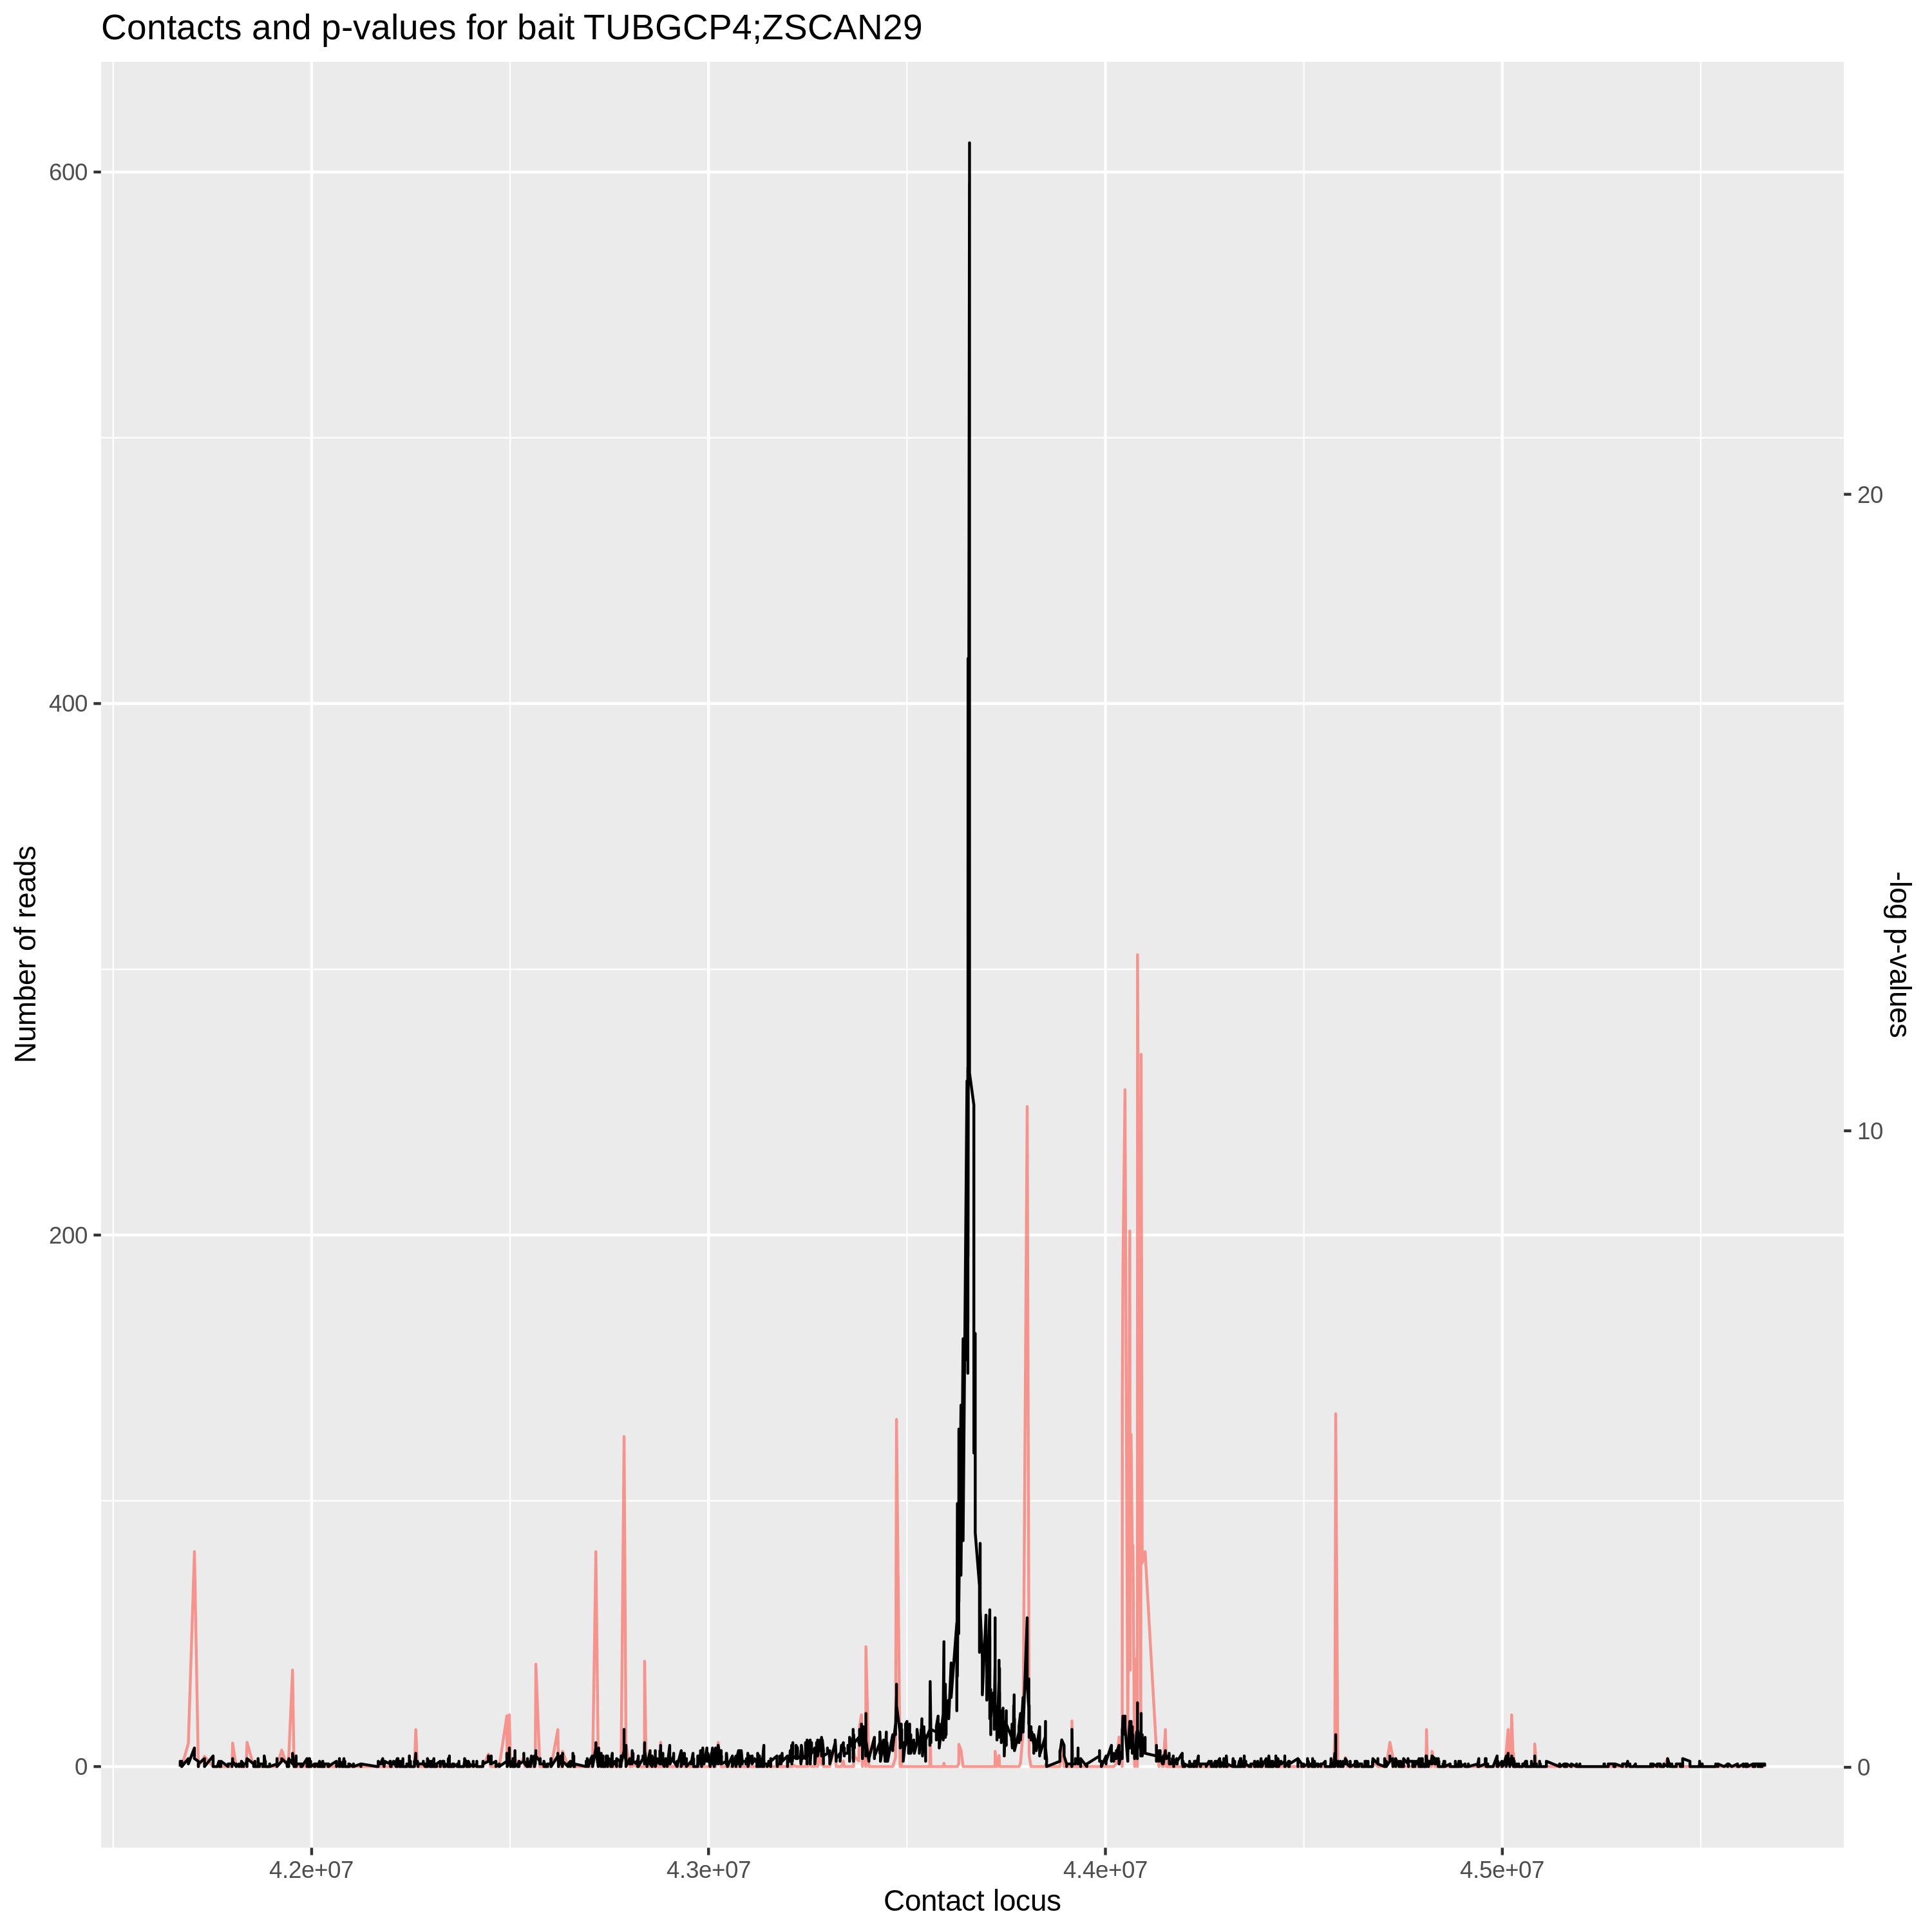 Contacts and p-values for bait TUBGCP4;ZSCAN29
600
400
200
0
Number of reads
20
10
0
-log p-values
4.2e+07
4.3e+07
4.4e+07
4.5e+07
Contact locus